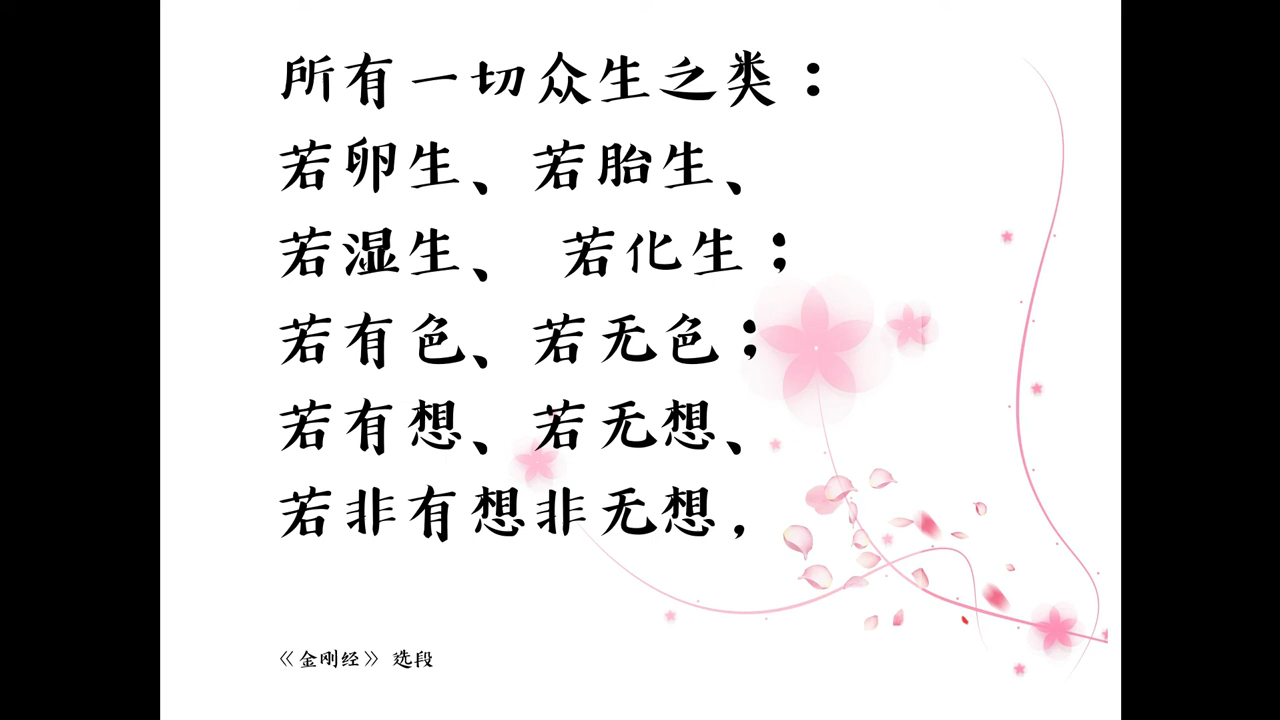 所有一切众生之类：
若卵生、若胎生、
若湿生、 若化生；
若有色、若无色；
若有想、若无想、
若非有想非无想，
《金刚经》 选段